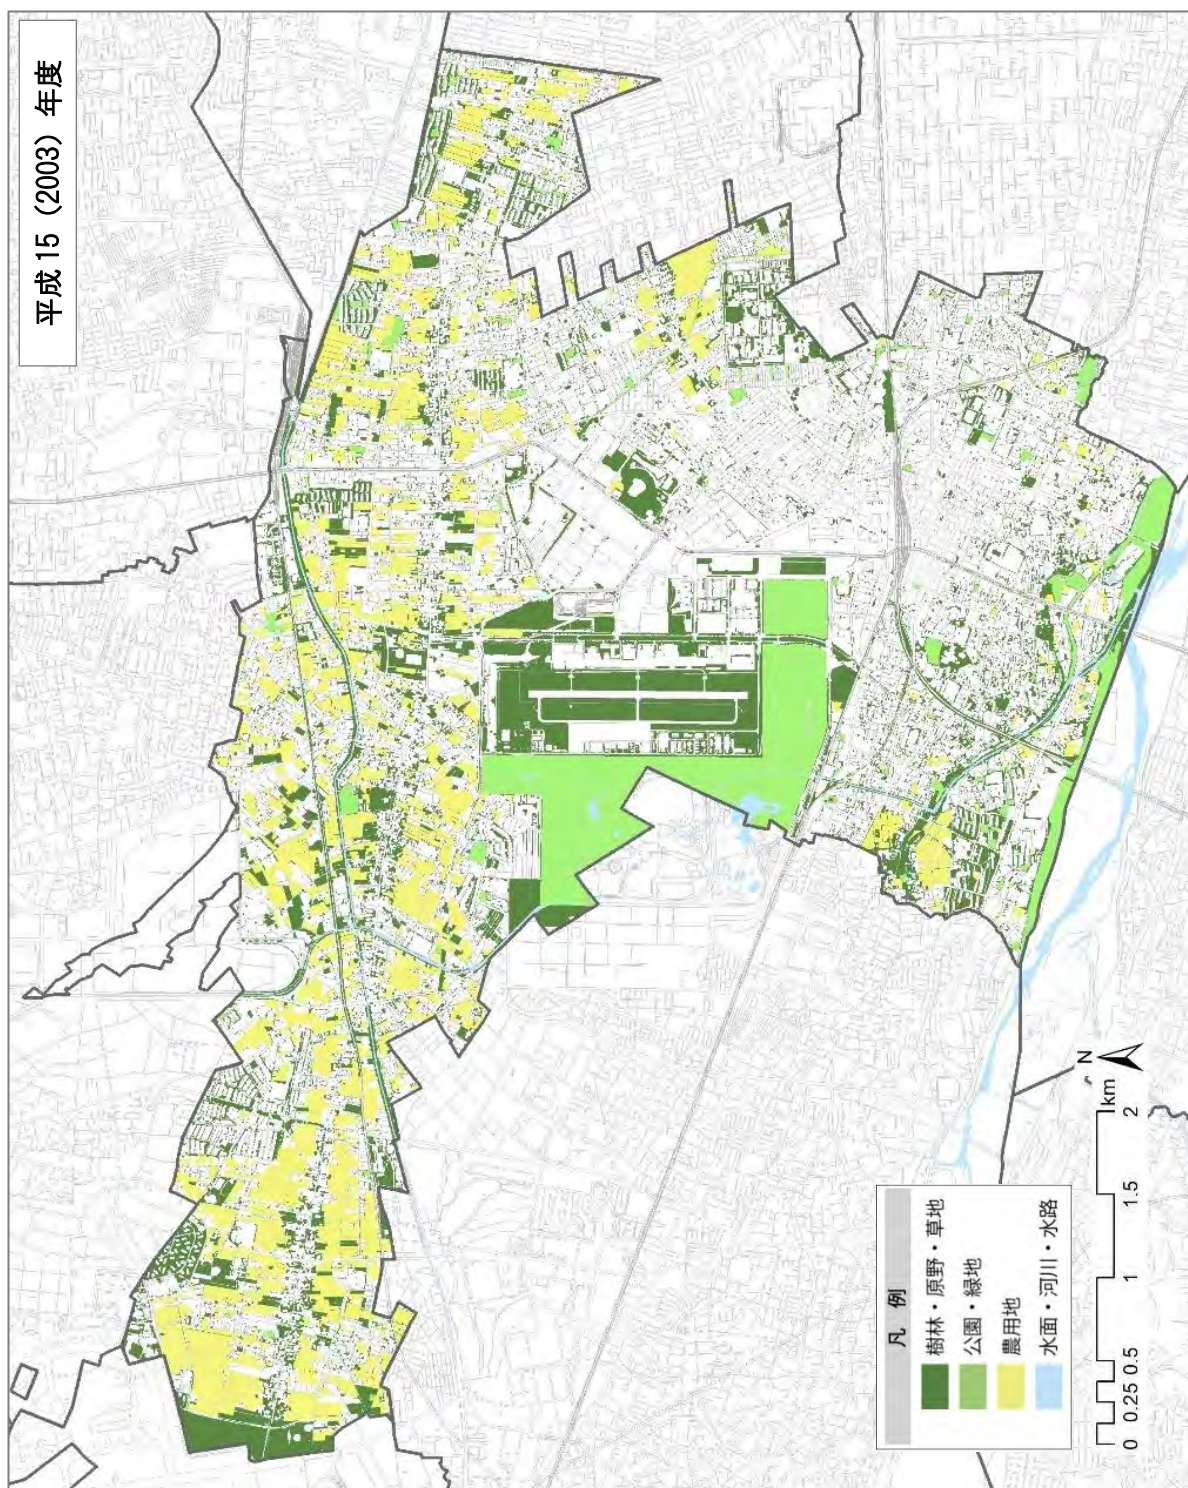 平成15（2003）年度
凡 例
樹林・原野・草地
公園・緑地
農用地
水面・河川・水路
N
0 0.25 0.5 1 1.5 2
km